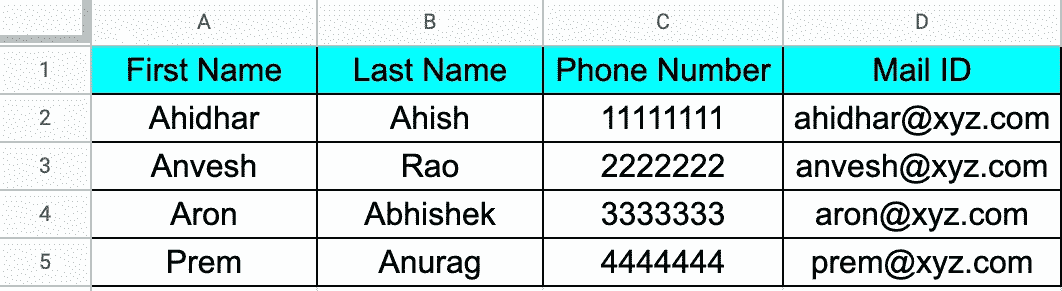 A B C D
1 First Name Last Name Phone Number Mail ID
2 Ahidhar Ahish 11111111 ahidhar@xyz.com
3 Anvesh Rao 2222222 anvesh@xyz.com
4 Aron Abhishek 3333333 aron@xyz.com
5 Prem Anurag 4444444 prem@xyz.com